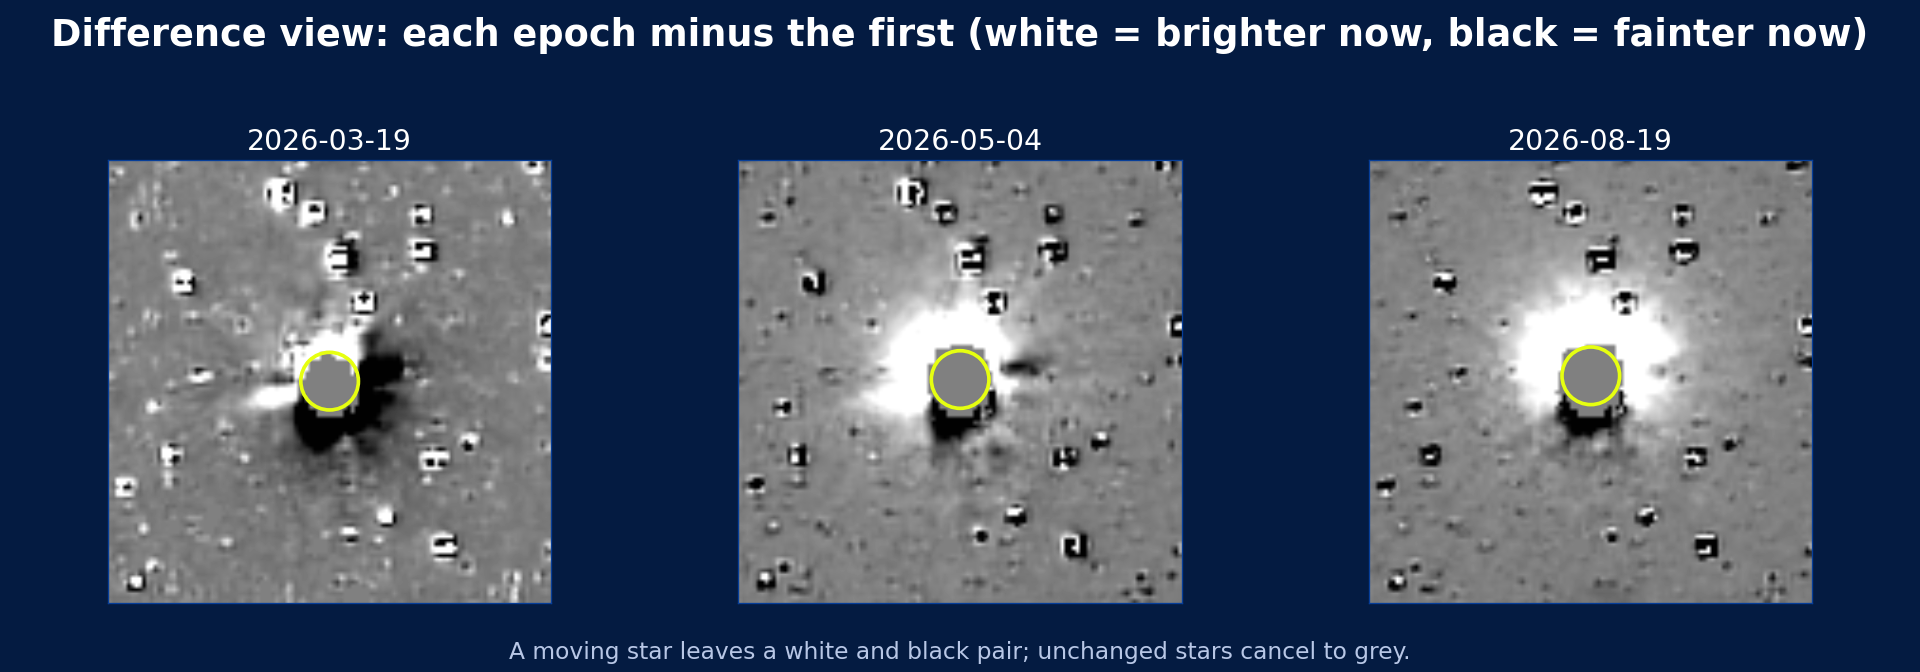 Difference view: each epoch minus the first (white = brighter now, black = fainter now)
2026-03-19
2026-05-04
2026-08-19
A moving star leaves a white and black pair; unchanged stars cancel to grey.